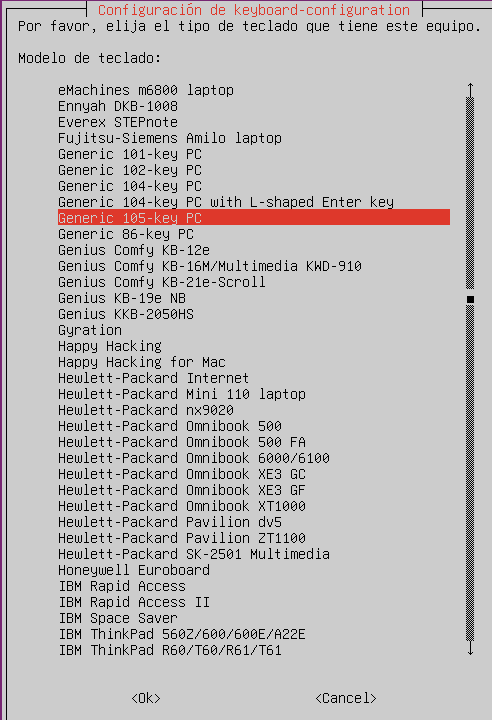 Configuración de keyboard-configuration
Por favor, elija el tipo de teclado que tiene este equipo.
Modelo de teclado:
eMachines m6800 laptop
Ennyah DKB-1008
Everex STEPnote
Fujitsu-Siemens Amilo laptop
Generic 101-key PC
Generic 102-key PC
Generic 104-key PC
Generic 104-key PC with L-shaped Enter key
Generic 105-key PC
Generic 86-key PC
Genius Comfy KB-12e
Genius Comfy KB-16M/Multimedia KWD-910
Genius Comfy KB-21e-Scroll
Genius KB-19e NB
Genius KKB-2050HS
Gyration
Happy Hacking
Happy Hacking for Mac
Hewlett-Packard Internet
Hewlett-Packard Mini 110 laptop
Hewlett-Packard nx9020
Hewlett-Packard Omnibook 500
Hewlett-Packard Omnibook 500 FA
Hewlett-Packard Omnibook 6000/6100
Hewlett-Packard Omnibook XE3 GC
Hewlett-Packard Omnibook XE3 GF
Hewlett-Packard Omnibook XT1000
Hewlett-Packard Pavilion dv5
Hewlett-Packard Pavilion ZT1100
Hewlett-Packard SK-2501 Multimedia
Honeywell Euroboard
IBM Rapid Access
IBM Rapid Access II
IBM Space Saver
IBM ThinkPad 560Z/600/600E/A22E
IBM ThinkPad R60/T60/R61/T61
<Ok> <Cancel>